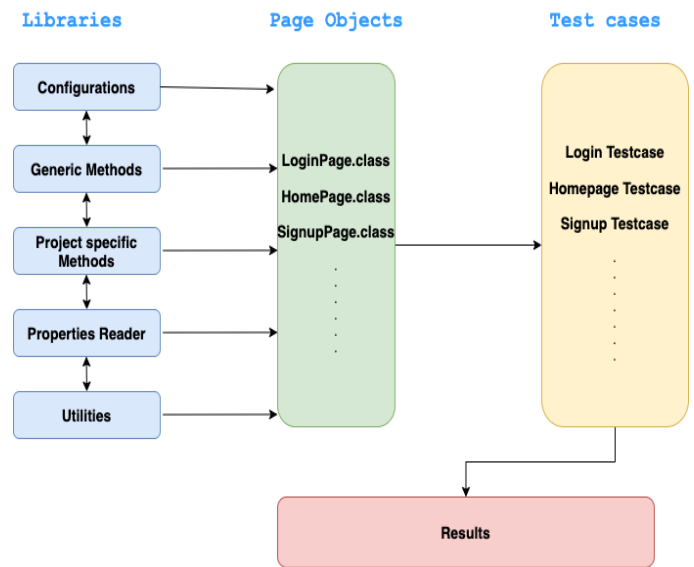 Libraries
Page Objects
Test cases
Configurations
Generic Methods
Project specific
Methods
Properties Reader
Utilities
LoginPage.class
HomePage.class
SignupPage.class
.
.
.
.
.
.
Login Testcase
Homepage Testcase
Signup Testcase
.
.
.
.
.
.
.
Results